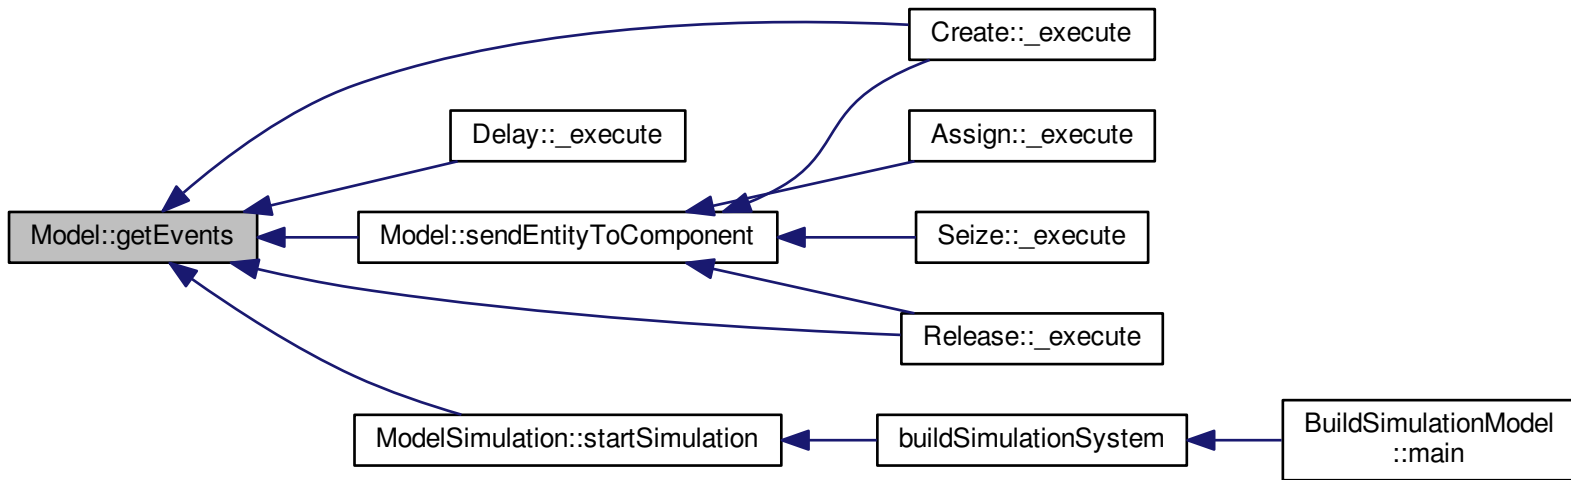 Create::_execute
Delay::_execute
Assign::_execute
Model::getEvents
Model::sendEntityToComponent
Seize::_execute
Release::_execute
ModelSimulation::startSimulation
buildSimulationSystem
BuildSimulationModel
::main